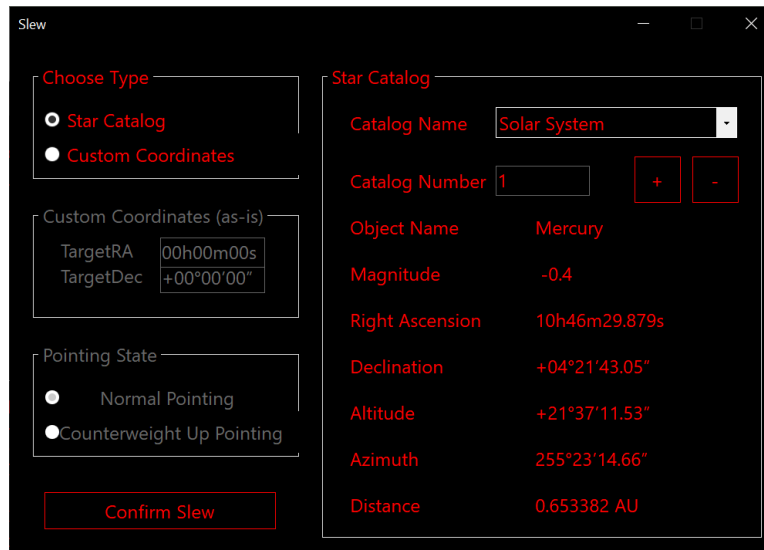 Slew
Choose Type
Star Catalog
Custom Coordinates
Custom Coordinates (as-is)
TargetRA 00h00m00s
TargetDec +00°00′00″
Pointing State
Normal Pointing
Counterweight Up Pointing
Confirm Slew
Star Catalog
Catalog Name Solar System
Catalog Number 1 + -
Object Name Mercury
Magnitude -0.4
Right Ascension 10h46m29.879s
Declination +04°21′43.05″
Altitude +21°37′11.53″
Azimuth 255°23′14.66″
Distance 0.653382 AU